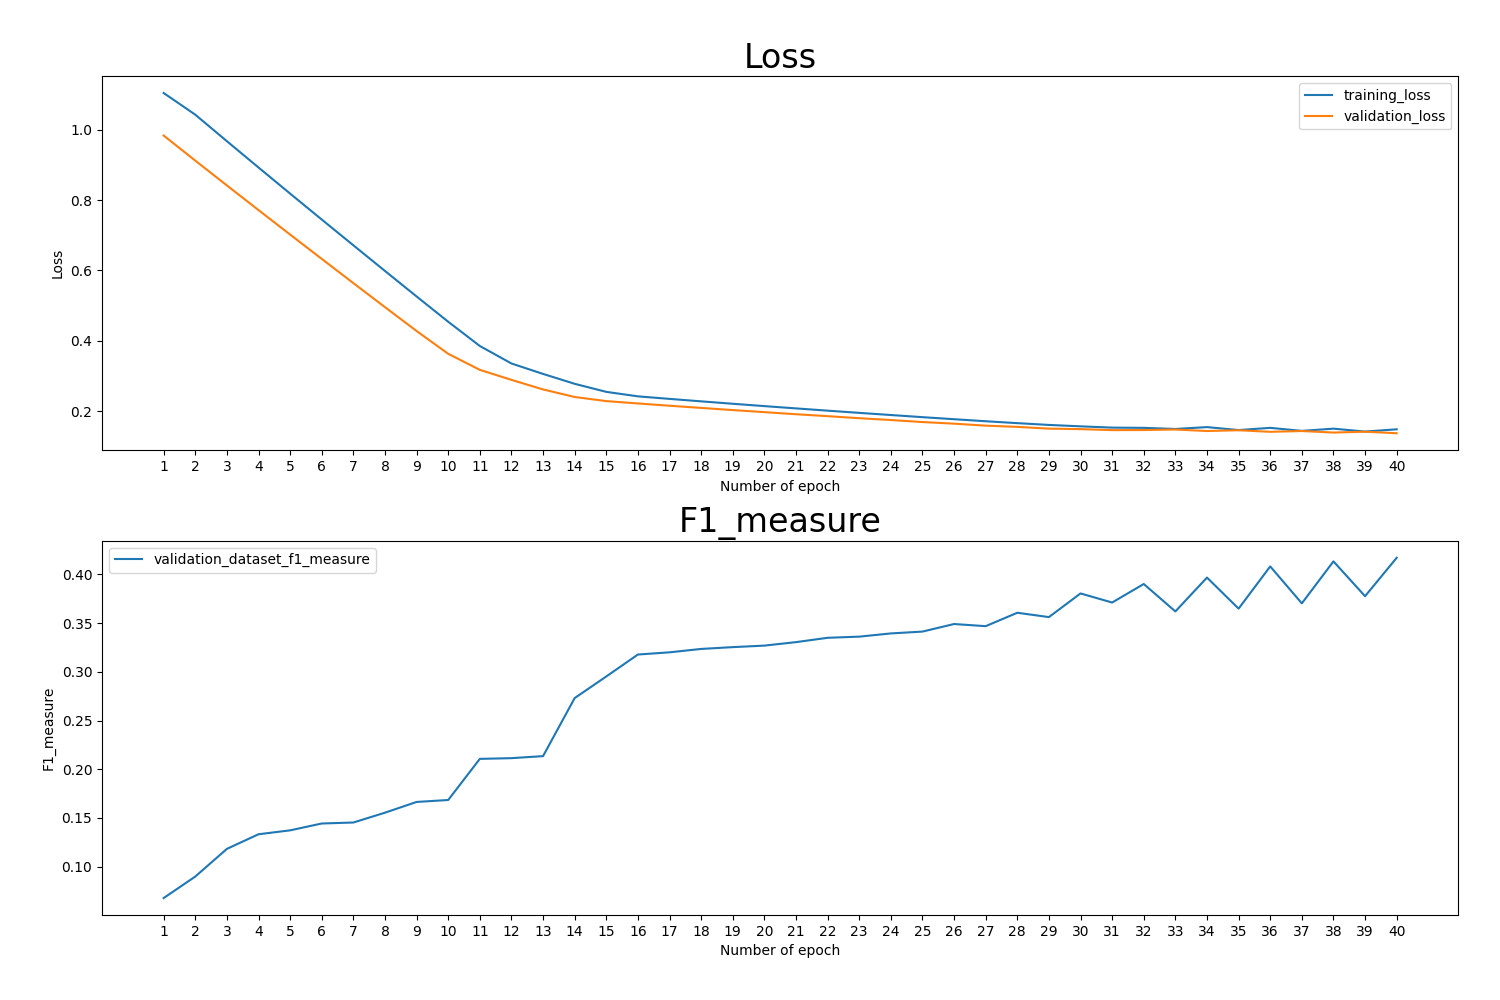 Loss
training_loss
validation_loss
1.0
0.8
0.6
0.4
0.2
Loss
1 2 3 4 5 6 7 8 9 10 11 12 13 14 15 16 17 18 19 20 21 22 23 24 25 26 27 28 29 30 31 32 33 34 35 36 37 38 39 40
Number of epoch
F1_measure
validation_dataset_f1_measure
0.40
0.35
0.30
0.25
0.20
0.15
0.10
F1_measure
1 2 3 4 5 6 7 8 9 10 11 12 13 14 15 16 17 18 19 20 21 22 23 24 25 26 27 28 29 30 31 32 33 34 35 36 37 38 39 40
Number of epoch